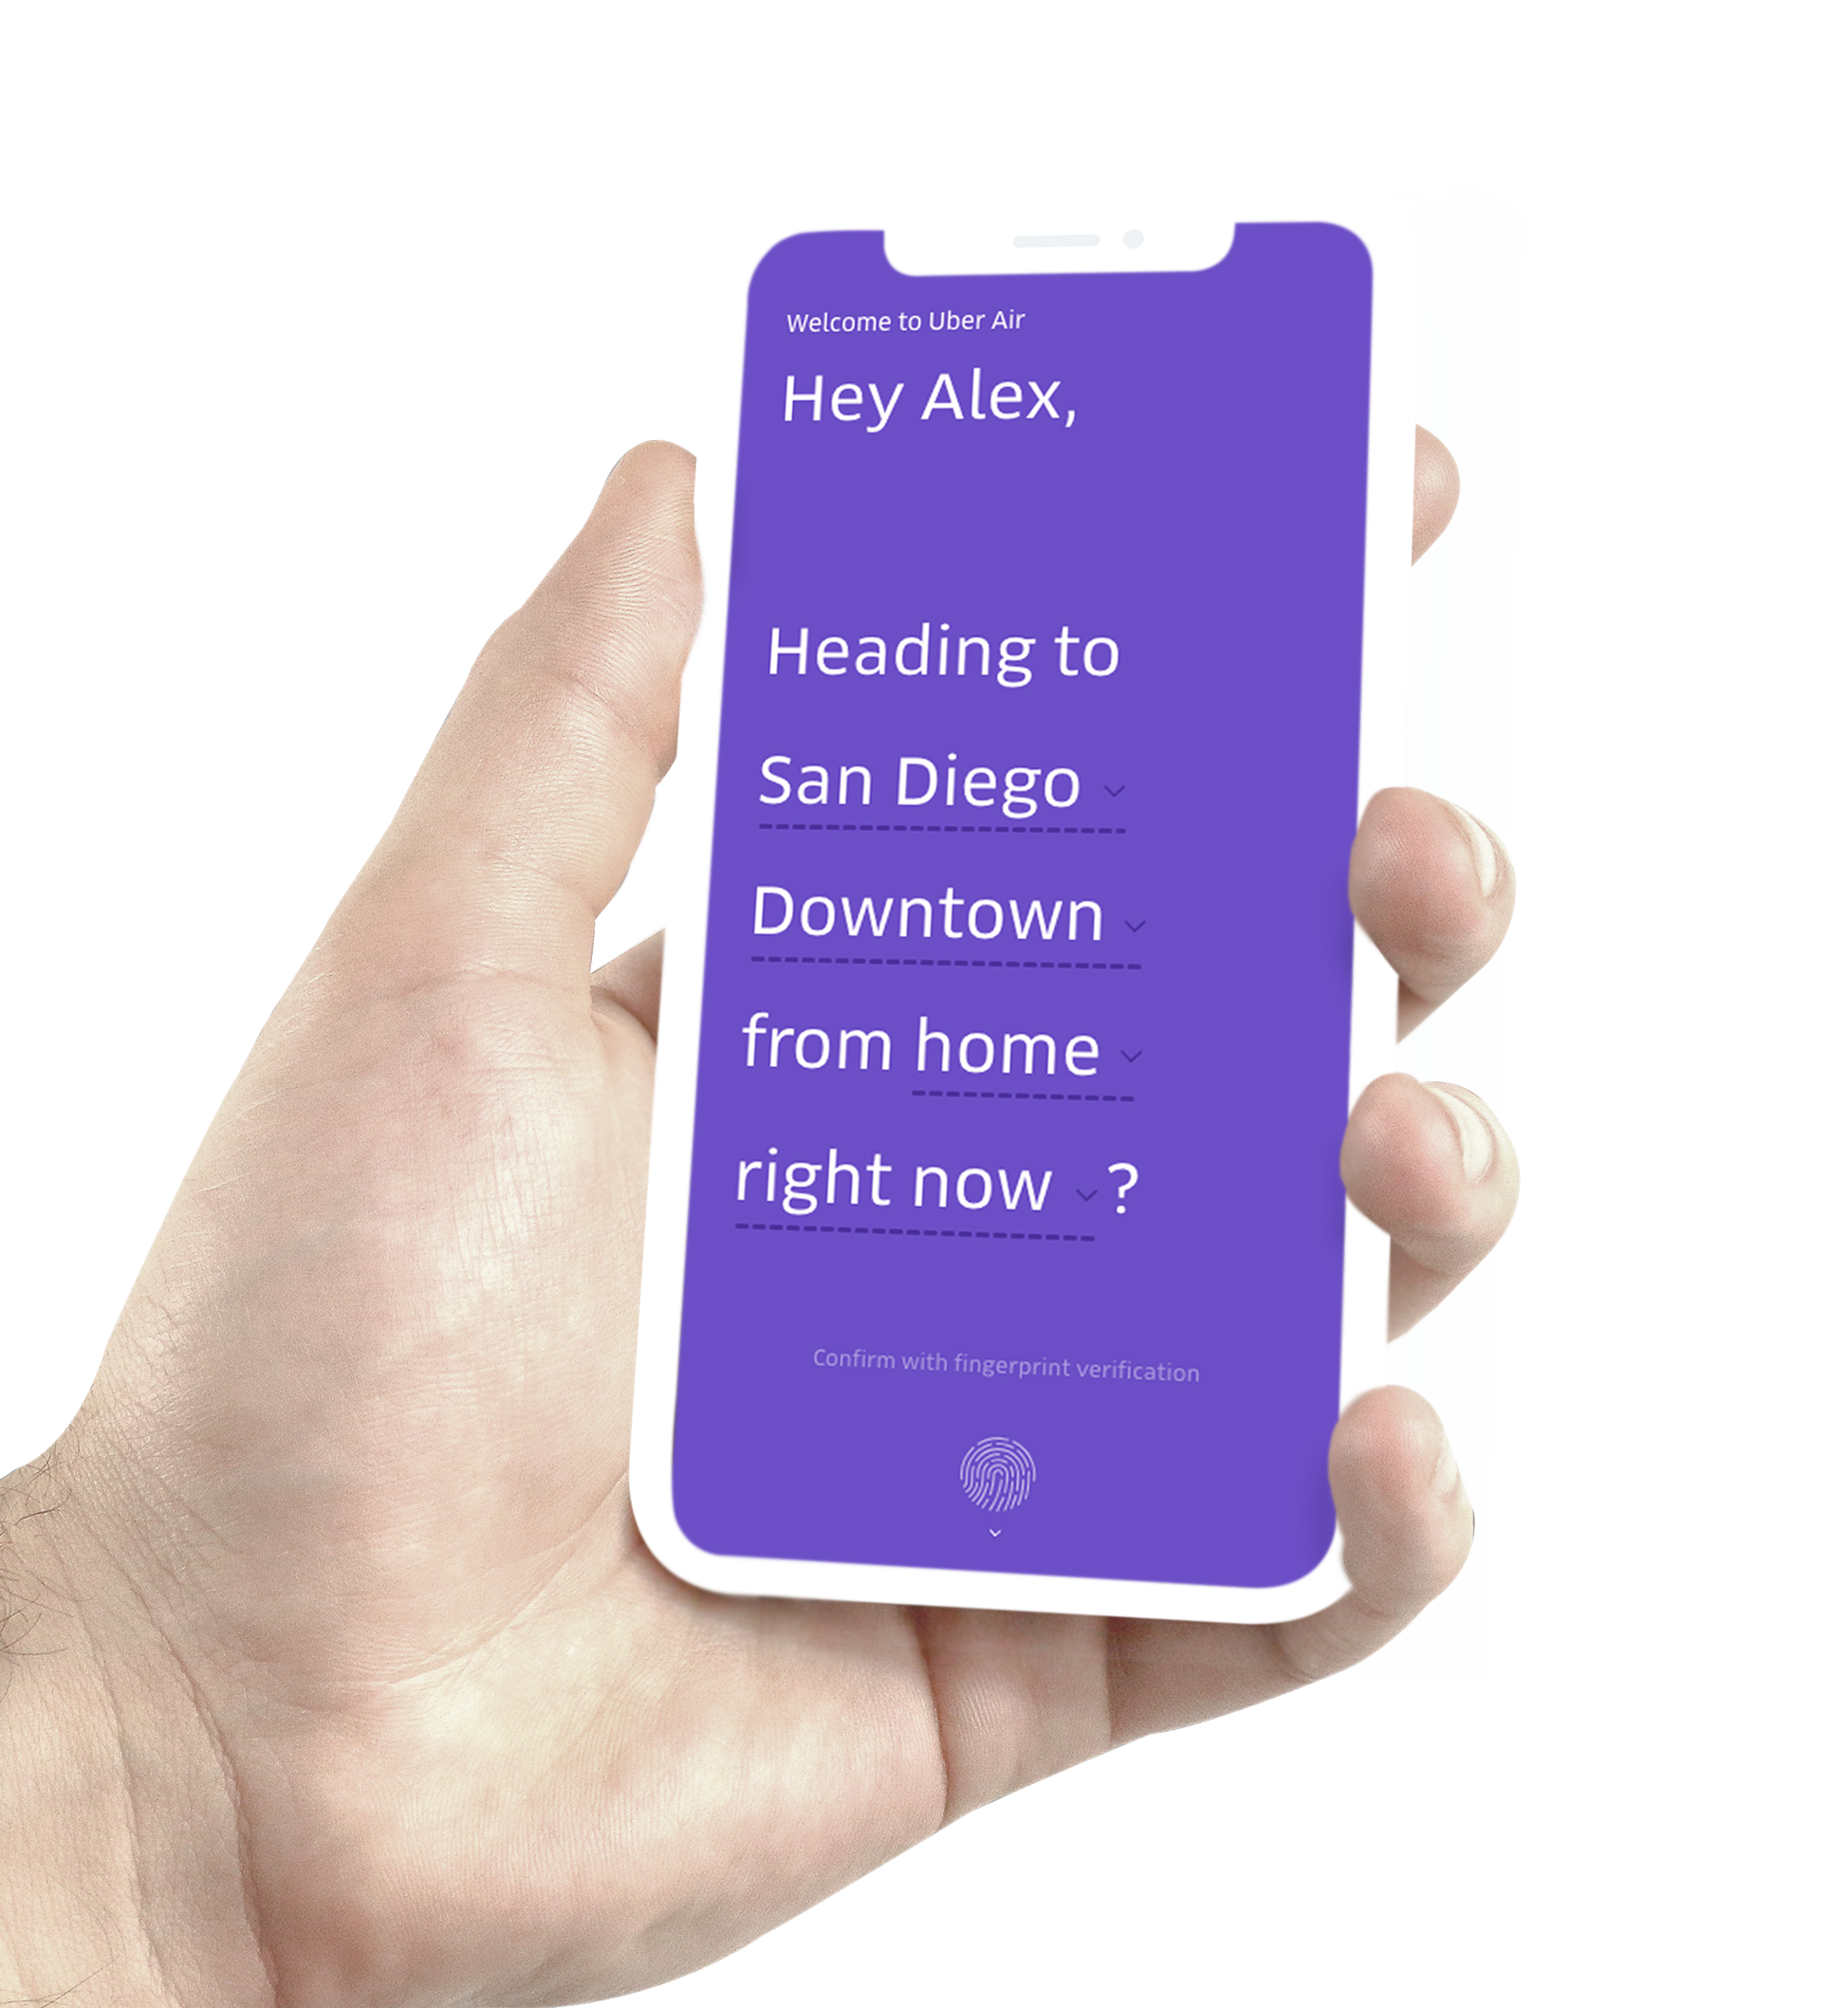 Welcome to Uber Air
Hey Alex,
Heading to
San Diego
Downtown
from home
right now ?
Confirm with fingerprint verification